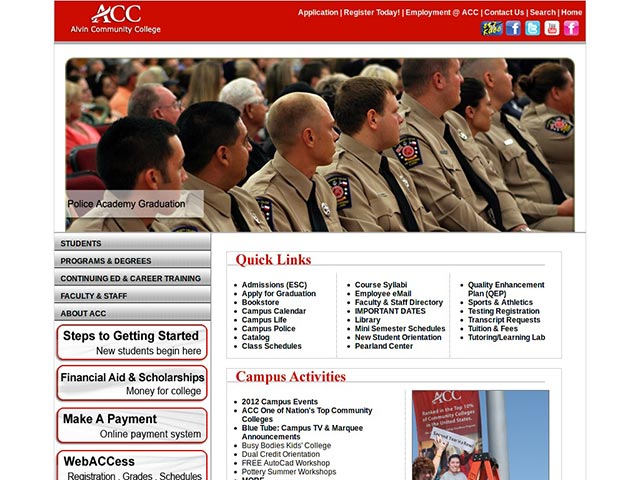 ACC
Alvin Community College
Application | Register Today! | Employment @ ACC | Contact Us | Search | Home
Police Academy Graduation
STUDENTS
PROGRAMS & DEGREES
CONTINUING ED & CAREER TRAINING
FACULTY & STAFF
ABOUT ACC
Steps to Getting Started
New students begin here
Financial Aid & Scholarships
Money for college
Make A Payment
Online payment system
WebACCess
Registration , Grades , Schedules
Quick Links
Admissions (ESC)
Apply for Graduation
Bookstore
Campus Calendar
Campus Life
Campus Police
Catalog
Class Schedules
Course Syllabi
Employee eMail
Faculty & Staff Directory
IMPORTANT DATES
Library
Mini Semester Schedules
New Student Orientation
Pearland Center
Quality Enhancement
Plan (QEP)
Sports & Athletics
Testing Registration
Transcript Requests
Tuition & Fees
Tutoring/Learning Lab
Campus Activities
2012 Campus Events
ACC One of Nation's Top Community
Colleges
Blue Tube: Campus TV & Marquee
Announcements
Busy Bodies Kids' College
Dual Credit Orientation
FREE AutoCad Workshop
Pottery Summer Workshops
MORE
ACC
Ranked in the Top 10%
of Community Colleges
in the United States.